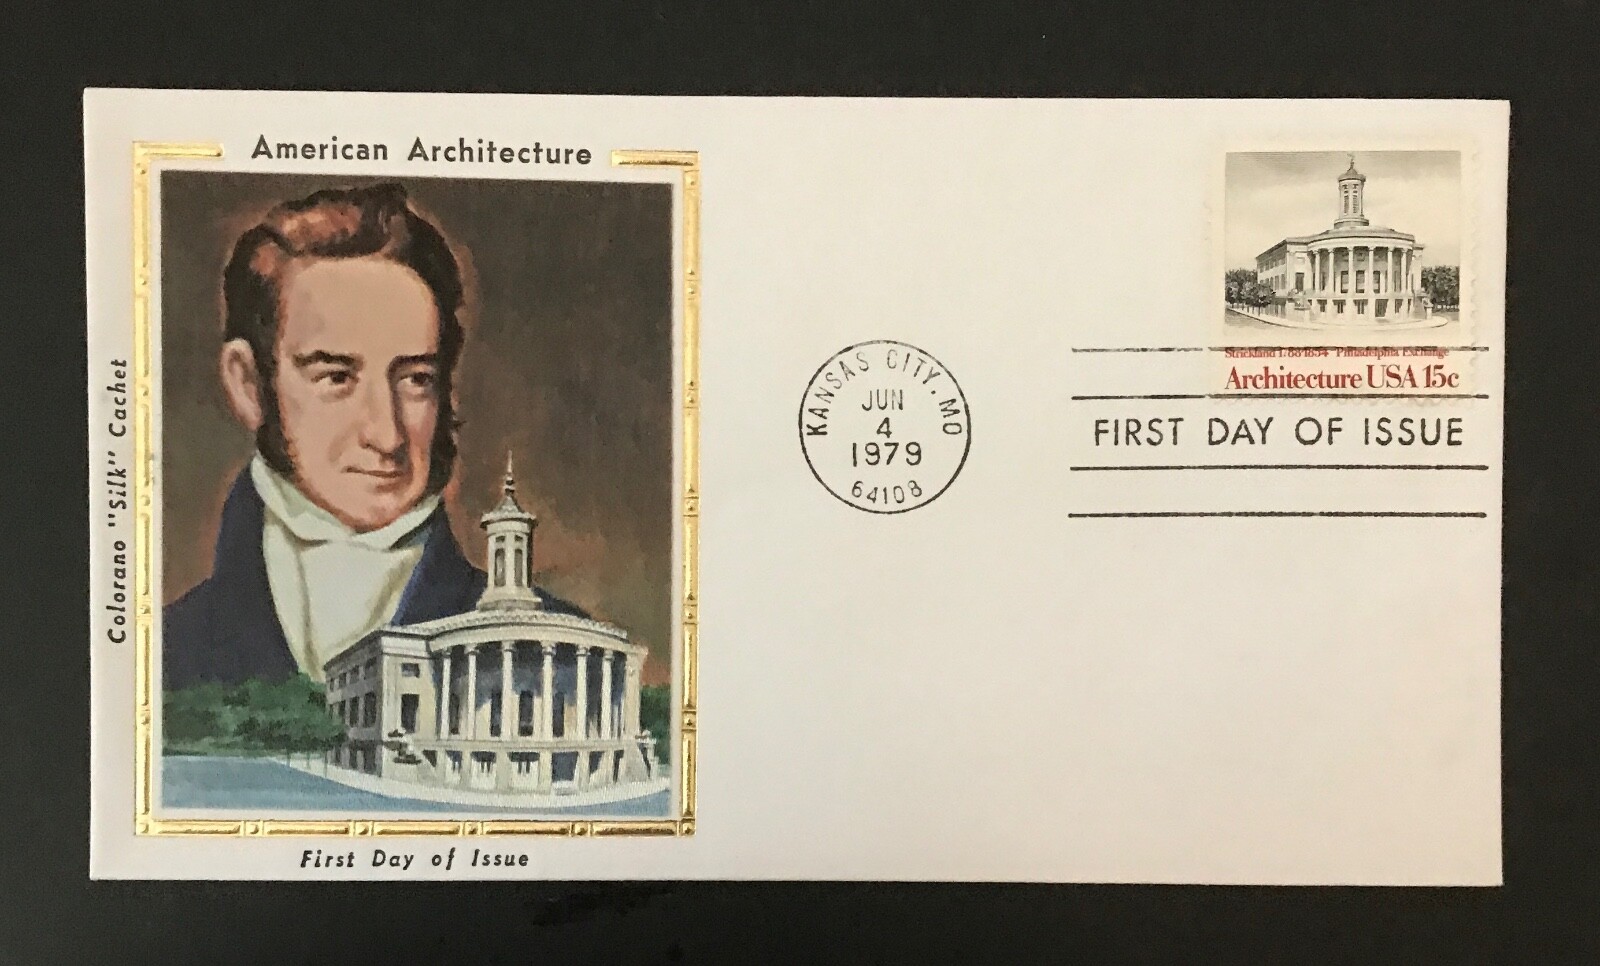 American Architecture
Colorano "Silk" Cachet
First Day of Issue
KANSAS CITY, MO
JUN
4
1979
64108
Strickland 1788-1854 Philadelphia Exchange
Architecture USA 15c
FIRST DAY OF ISSUE